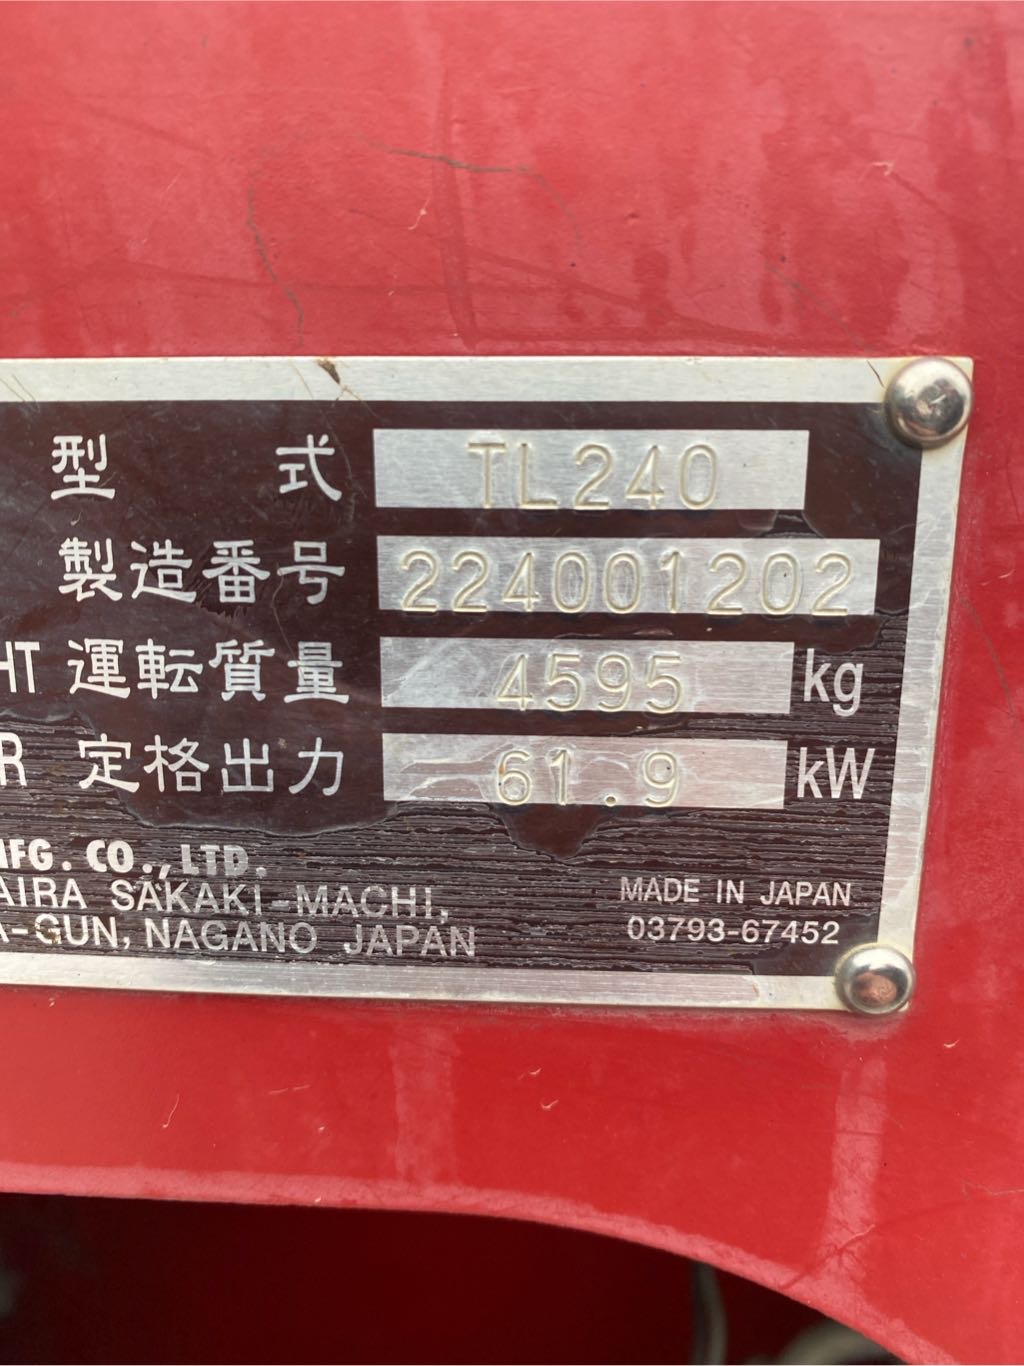 型式 TL240
製造番号 224001202
HT 運転質量 4595 kg
R 定格出力 61.9 kW
MFG. CO., LTD.
AIRA SAKAKI-MACHI,
A-GUN, NAGANO JAPAN
MADE IN JAPAN
03793-67452